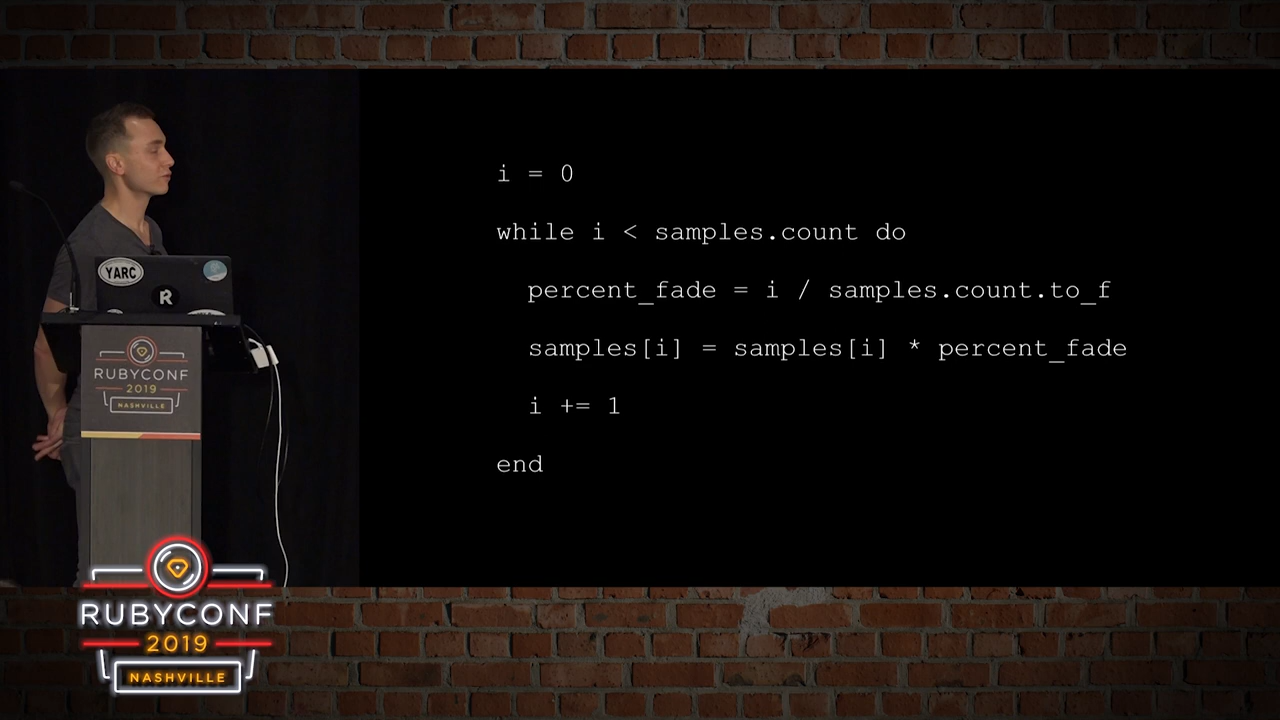 i = 0
while i < samples.count do
  percent_fade = i / samples.count.to_f
  samples[i] = samples[i] * percent_fade
  i += 1
end
YARC
R
RUBYCONF
2019
NASHVILLE
RUBYCONF
2019
NASHVILLE